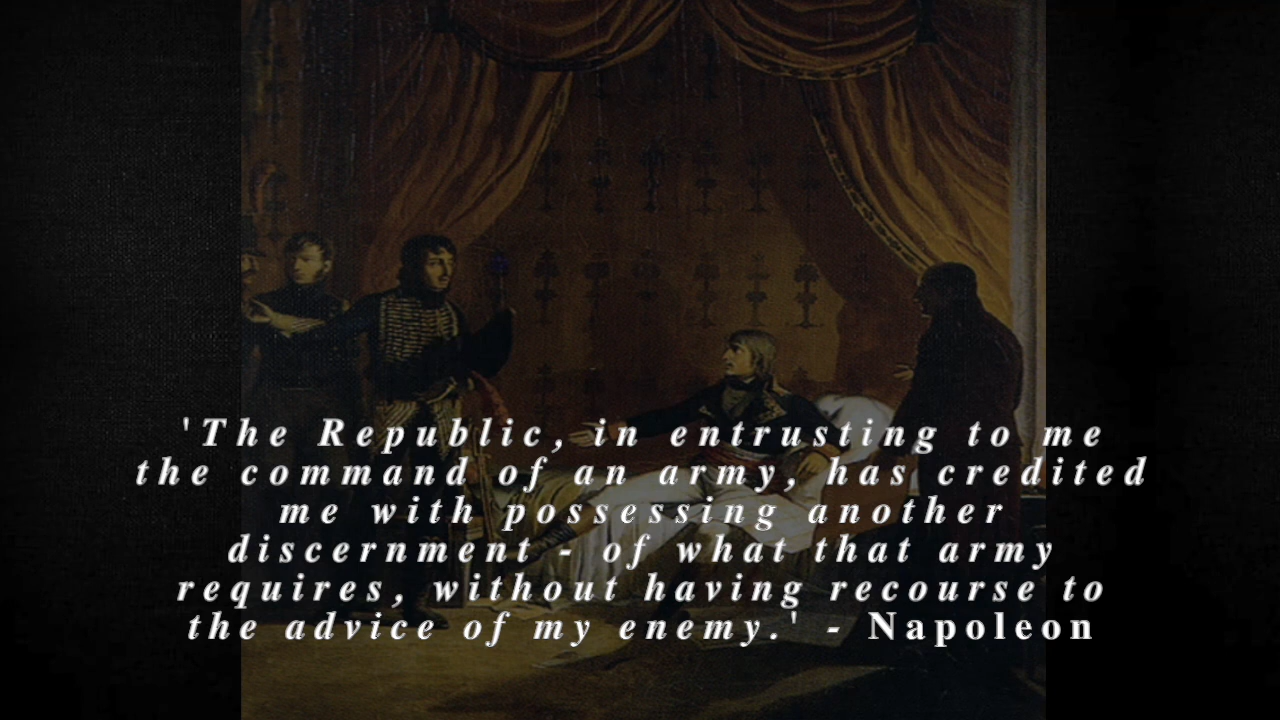 'The Republic, in entrusting to me
the command of an army, has credited
me with possessing another
discernment - of what that army
requires, without having recourse to
the advice of my enemy.' - Napoleon